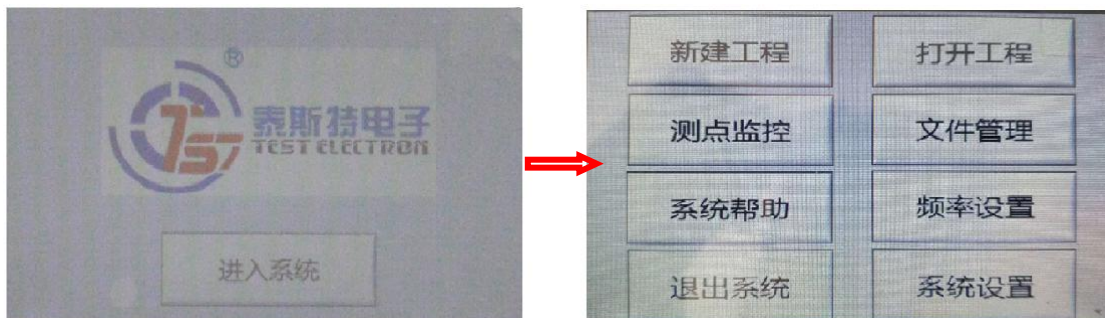 ®
泰斯特电子
TEST ELECTRON
进入系统
新建工程
打开工程
测点监控
文件管理
系统帮助
频率设置
退出系统
系统设置